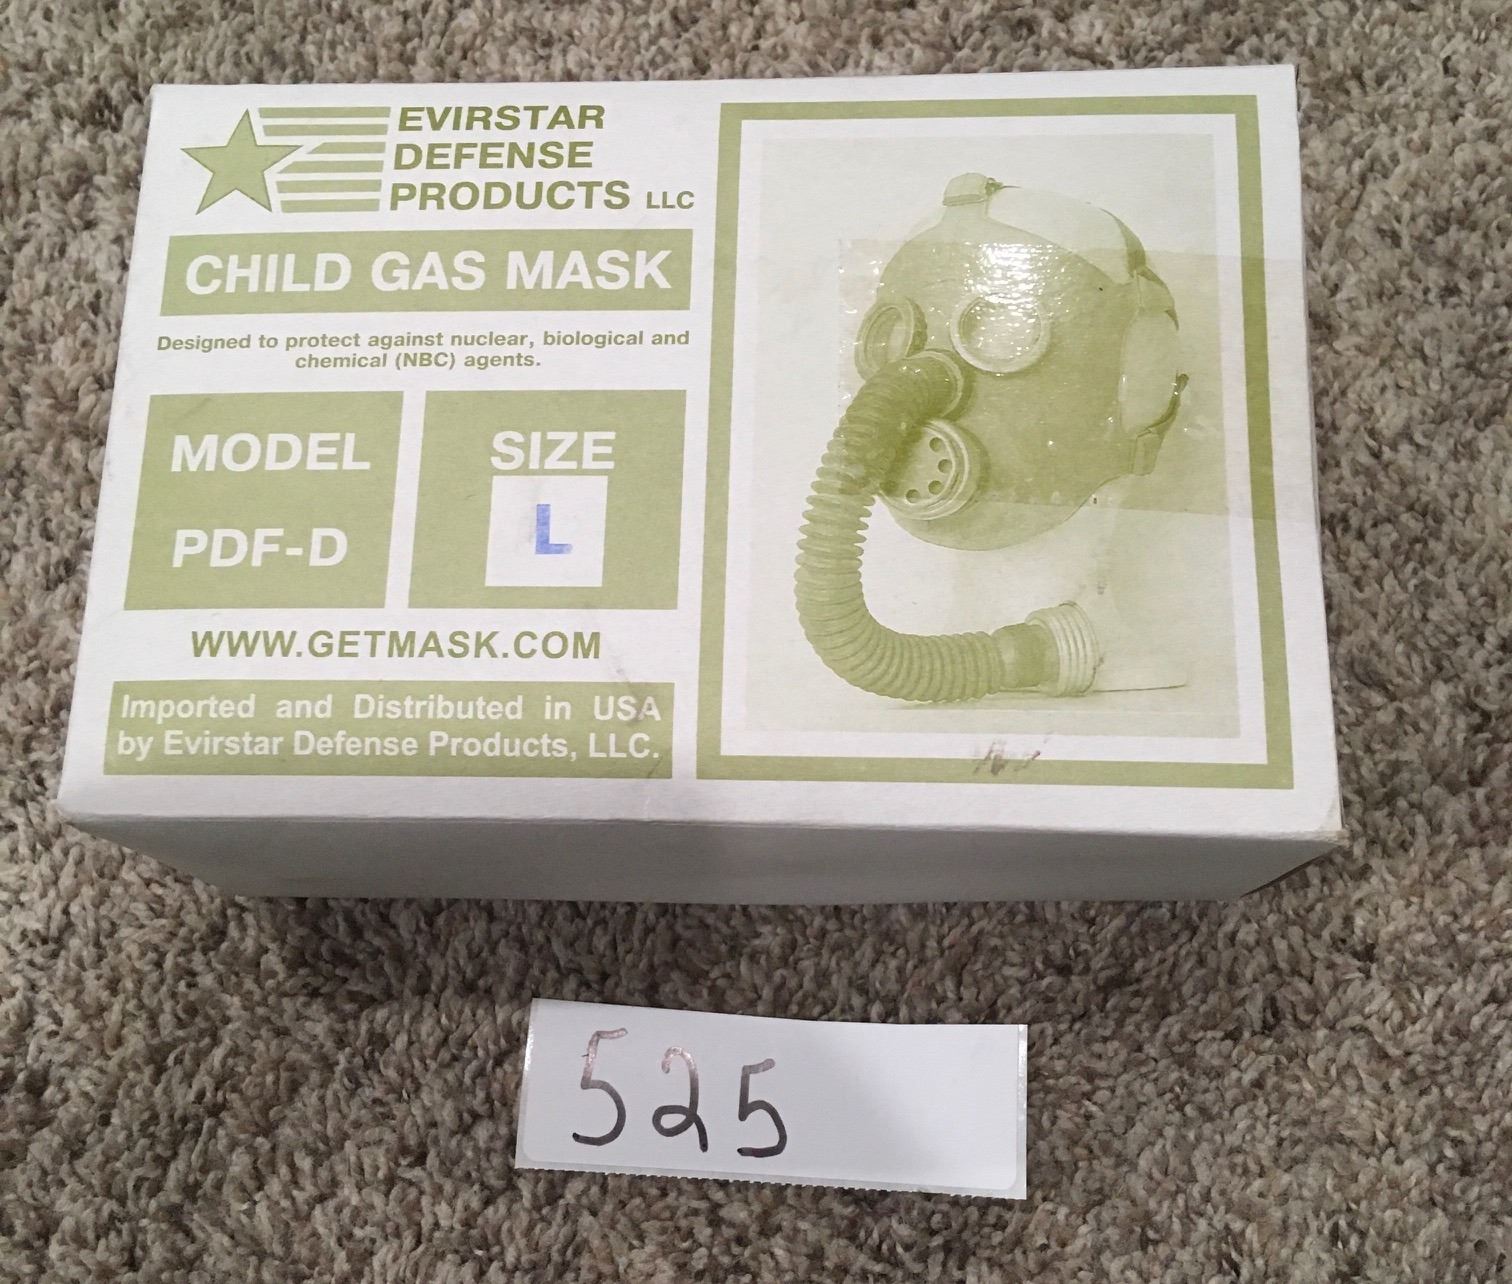 EVIRSTAR
DEFENSE
PRODUCTS LLC
CHILD GAS MASK
Designed to protect against nuclear, biological and
chemical (NBC) agents.
MODEL
PDF-D
SIZE
L
WWW.GETMASK.COM
Imported and Distributed in USA
by Evirstar Defense Products, LLC.
525